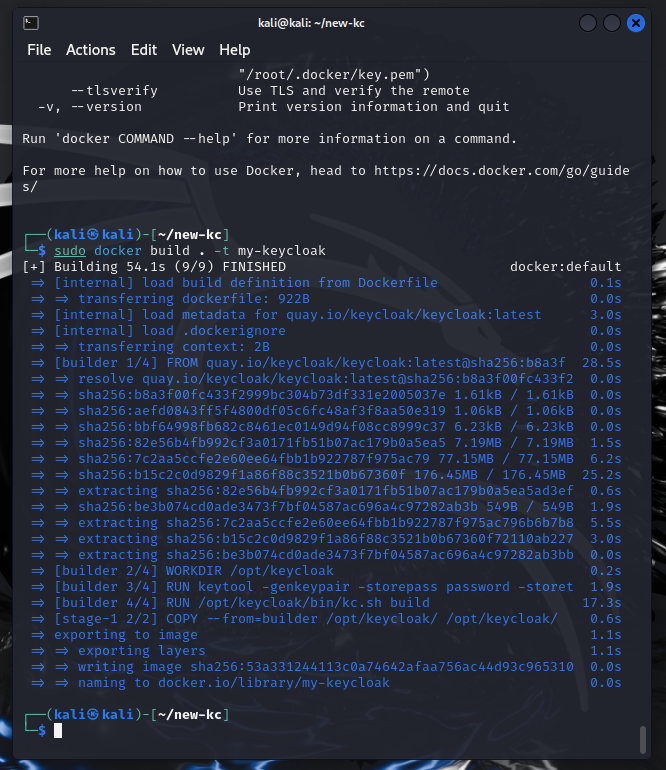 kali@kali: ~/new-kc
File Actions Edit View Help
"/root/.docker/key.pem")
--tlsverify Use TLS and verify the remote
-v, --version Print version information and quit
Run 'docker COMMAND --help' for more information on a command.
For more help on how to use Docker, head to https://docs.docker.com/go/guide
s/
┌──(kali㉿kali)-[~/new-kc]
└─$ sudo docker build . -t my-keycloak
[+] Building 54.1s (9/9) FINISHED docker:default
⇒ [internal] load build definition from Dockerfile 0.1s
⇒ ⇒ transferring dockerfile: 922B 0.0s
⇒ [internal] load metadata for quay.io/keycloak/keycloak:latest 3.0s
⇒ [internal] load .dockerignore 0.0s
⇒ ⇒ transferring context: 2B 0.0s
⇒ [builder 1/4] FROM quay.io/keycloak/keycloak:latest@sha256:b8a3f 28.5s
⇒ ⇒ resolve quay.io/keycloak/keycloak:latest@sha256:b8a3f00fc433f2 0.0s
⇒ ⇒ sha256:b8a3f00fc433f2999bc304b73df331e2005037e 1.61kB / 1.61kB 0.0s
⇒ ⇒ sha256:aefd0843ff5f4800df05c6fc48af3f8aa50e319 1.06kB / 1.06kB 0.0s
⇒ ⇒ sha256:bbf64998fb682c8461ec0149d94f08cc8999c37 6.23kB / 6.23kB 0.0s
⇒ ⇒ sha256:82e56b4fb992cf3a0171fb51b07ac179b0a5ea5 7.19MB / 7.19MB 1.5s
⇒ ⇒ sha256:7c2aa5ccfe2e60ee64fbb1b922787f975ac79 77.15MB / 77.15MB 6.2s
⇒ ⇒ sha256:b15c2c0d9829f1a86f88c3521b0b67360f 176.45MB / 176.45MB 25.2s
⇒ ⇒ extracting sha256:82e56b4fb992cf3a0171fb51b07ac179b0a5ea5ad3ef 0.6s
⇒ ⇒ sha256:be3b074cd0ade3473f7bf04587ac696a4c97282ab3b 549B / 549B 1.9s
⇒ ⇒ extracting sha256:7c2aa5ccfe2e60ee64fbb1b922787f975ac796b6b7b8 5.5s
⇒ ⇒ extracting sha256:b15c2c0d9829f1a86f88c3521b0b67360f72110ab227 3.0s
⇒ ⇒ extracting sha256:be3b074cd0ade3473f7bf04587ac696a4c97282ab3bb 0.0s
⇒ [builder 2/4] WORKDIR /opt/keycloak 0.2s
⇒ [builder 3/4] RUN keytool -genkeypair -storepass password -storet 1.9s
⇒ [builder 4/4] RUN /opt/keycloak/bin/kc.sh build 17.3s
⇒ [stage-1 2/2] COPY --from=builder /opt/keycloak/ /opt/keycloak/ 0.6s
⇒ exporting to image 1.1s
⇒ ⇒ exporting layers 1.1s
⇒ ⇒ writing image sha256:53a331244113c0a74642afaa756ac44d93c965310 0.0s
⇒ ⇒ naming to docker.io/library/my-keycloak 0.0s
┌──(kali㉿kali)-[~/new-kc]
└─$